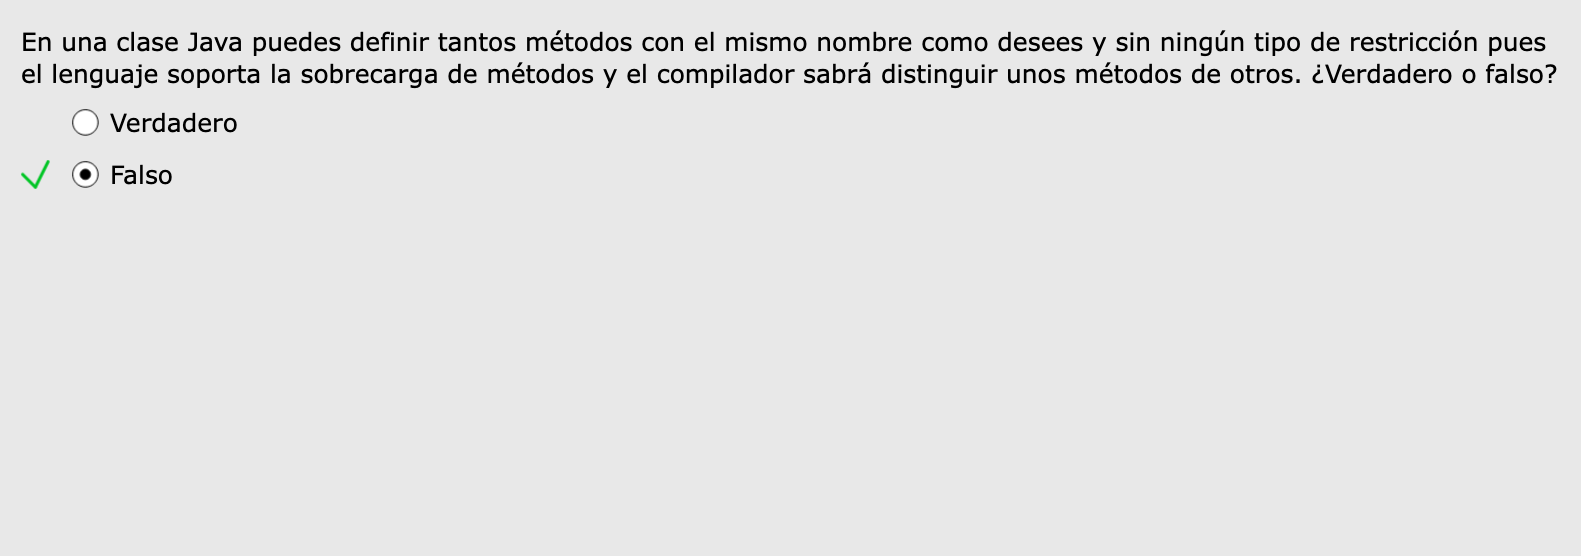 En una clase Java puedes definir tantos métodos con el mismo nombre como desees y sin ningún tipo de restricción pues
el lenguaje soporta la sobrecarga de métodos y el compilador sabrá distinguir unos métodos de otros. ¿Verdadero o falso?
Verdadero
Falso